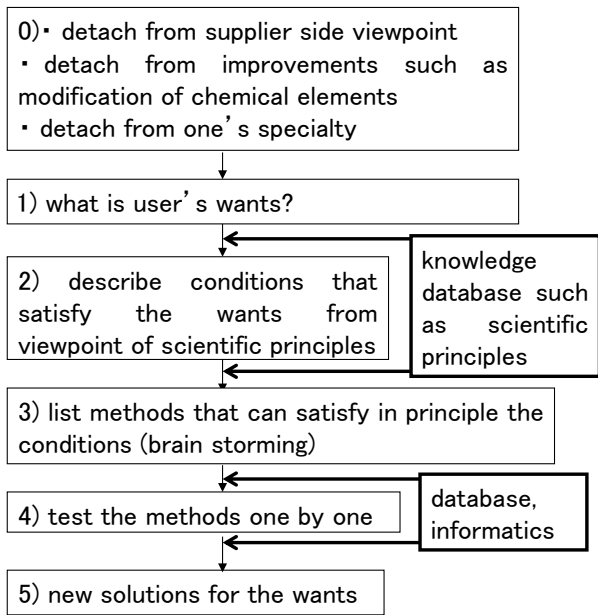 0)・ detach from supplier side viewpoint
・ detach from improvements such as
modification of chemical elements
・ detach from one's specialty
1) what is user's wants?
knowledge
database such
as scientific
principles
2) describe conditions that
satisfy the wants from
viewpoint of scientific principles
3) list methods that can satisfy in principle the
conditions (brain storming)
database,
informatics
4) test the methods one by one
5) new solutions for the wants